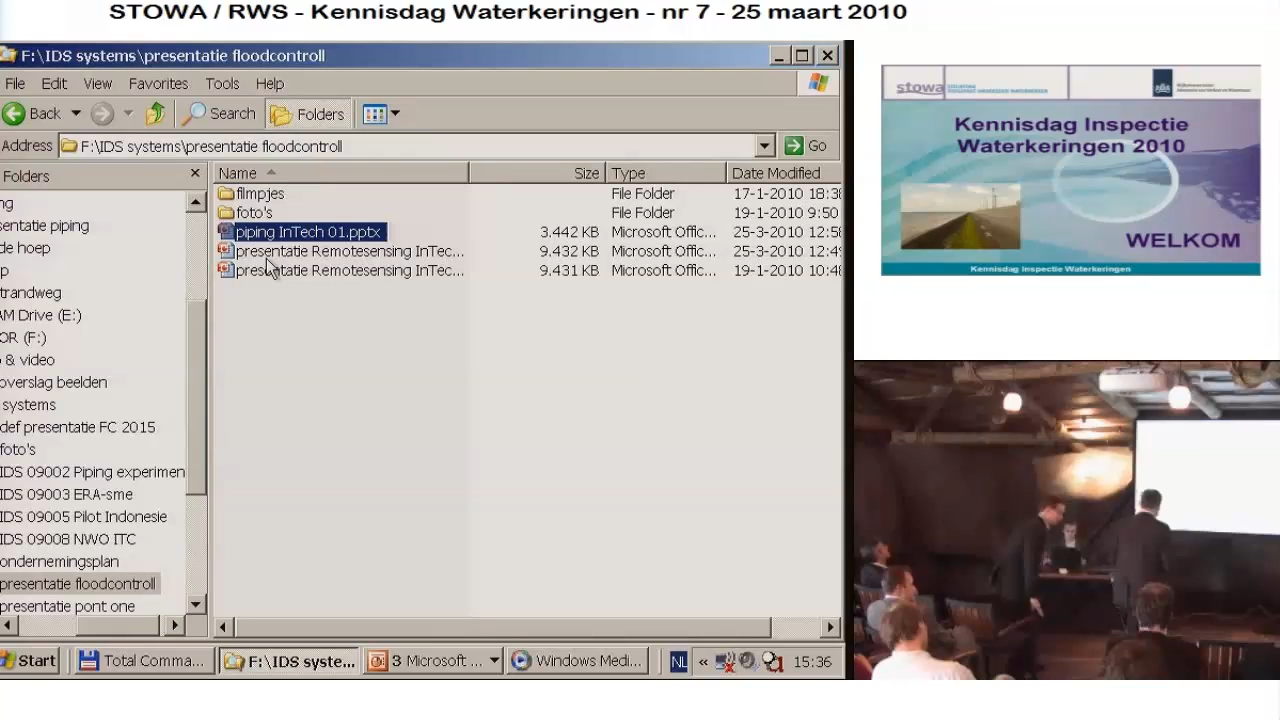 STOWA / RWS - Kennisdag Waterkeringen - nr 7 - 25 maart 2010
F:\IDS systems\presentatie floodcontroll
File Edit View Favorites Tools Help
Back Search Folders
Address F:\IDS systems\presentatie floodcontroll Go
Folders
Name Size Type Date Modified
ng
sentatie piping
de hoep
p
trandweg
AM Drive (E:)
OR (F:)
& video
overslag beelden
systems
def presentatie FC 2015
foto's
IDS 09002 Piping experimen
IDS 09003 ERA-sme
IDS 09005 Pilot Indonesie
IDS 09008 NWO ITC
ondernemingsplan
presentatie floodcontroll
presentatie pont one
filmpjes File Folder 17-1-2010 18:3
foto's File Folder 19-1-2010 9:50
piping InTech 01.pptx 3.442 KB Microsoft Offic... 25-3-2010 12:5
presentatie Remotesensing InTec... 9.432 KB Microsoft Offic... 25-3-2010 12:4
presentatie Remotesensing InTec... 9.431 KB Microsoft Offic... 19-1-2010 10:4
Start Total Comma... F:\IDS syste... 3 Microsoft ... Windows Medi... NL « 15:36
stowa
Kennisdag Inspectie
Waterkeringen 2010
WELKOM
Kennisdag Inspectie Waterkeringen